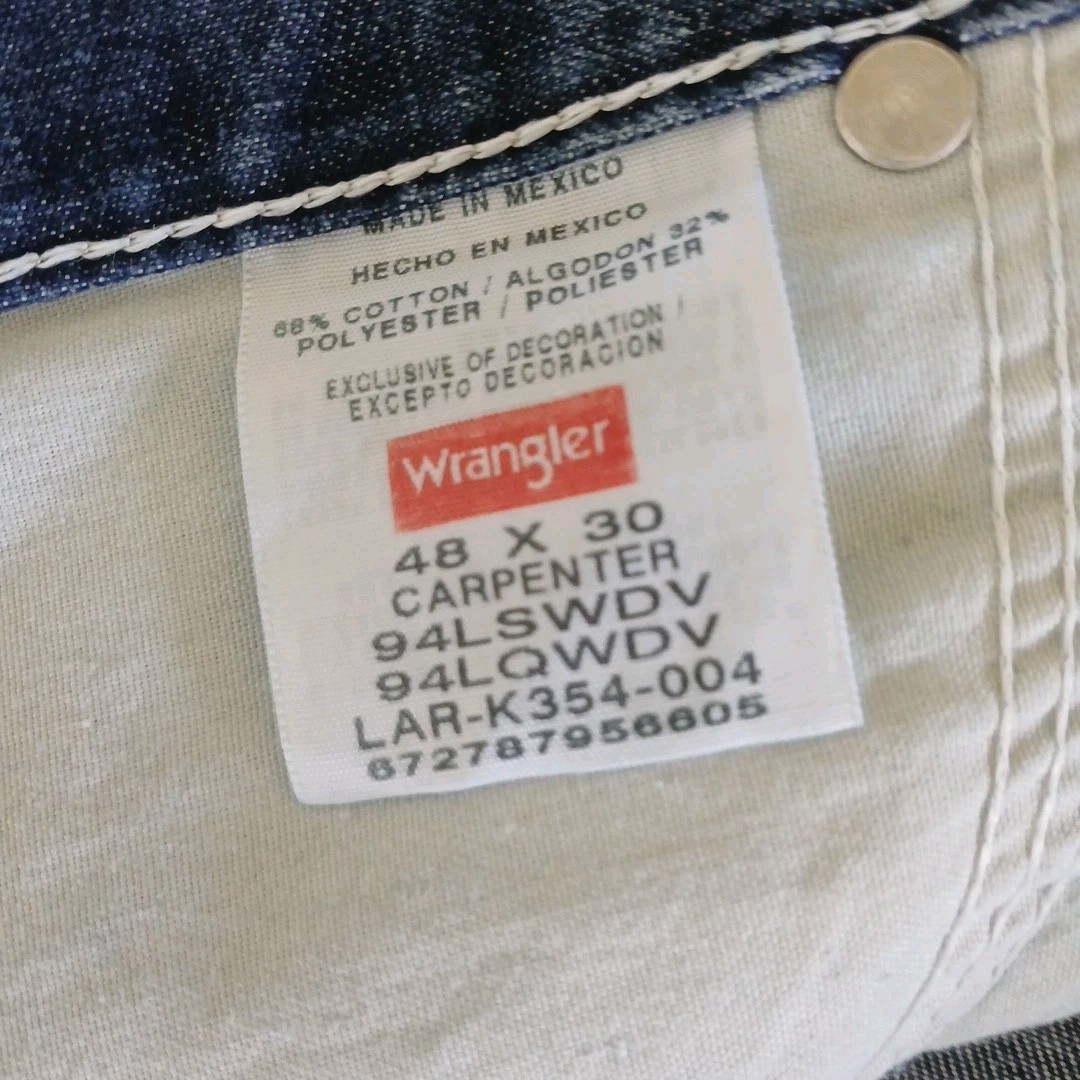 MADE IN MEXICO
HECHO EN MEXICO
68% COTTON / ALGODON 32%
POLYESTER / POLIESTER
EXCLUSIVE OF DECORATION /
EXCEPTO DECORACION
Wrangler
48 X 30
CARPENTER
94LSWDV
94LQWDV
LAR-K354-004
672787956605